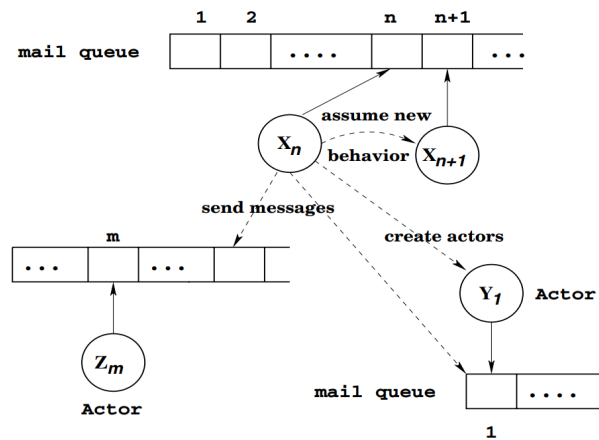 1 2 n n+1
mail queue .... ...
assume new
Xn Xn+1
behavior
send messages
m create actors
... ...
Y1 Actor
Zm
mail queue ....
Actor
1